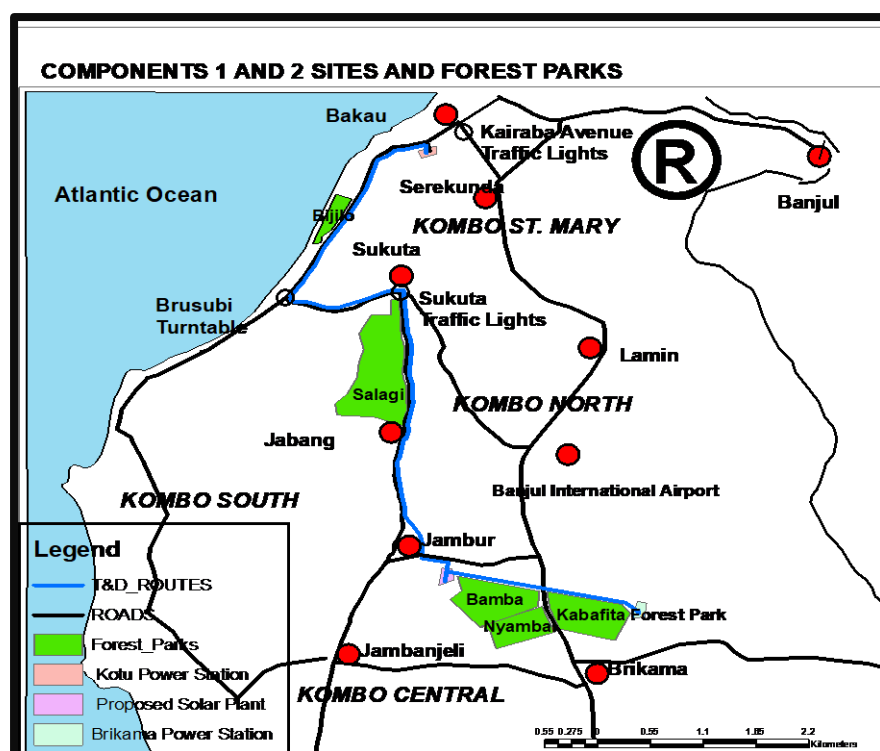 COMPONENTS 1 AND 2 SITES AND FOREST PARKS
Bakau
Kairaba Avenue
Traffic Lights
R
Atlantic Ocean
Serekunda
Banjul
Bijilo
KOMBO ST. MARY
Sukuta
Brusubi
Turntable
Sukuta
Traffic Lights
Lamin
Salagi
KOMBO NORTH
Jabang
Banjul International Airport
KOMBO SOUTH
Jambur
Bamba
Kabafita Forest Park
Nyambai
Jambanjeli
Brikama
KOMBO CENTRAL
Legend
T&D_ROUTES
ROADS
Forest_Parks
Kotu Power Station
Proposed Solar Plant
Brikama Power Station
0.55 0.275 0 0.55 1.1 1.65 2.2
Kilometers